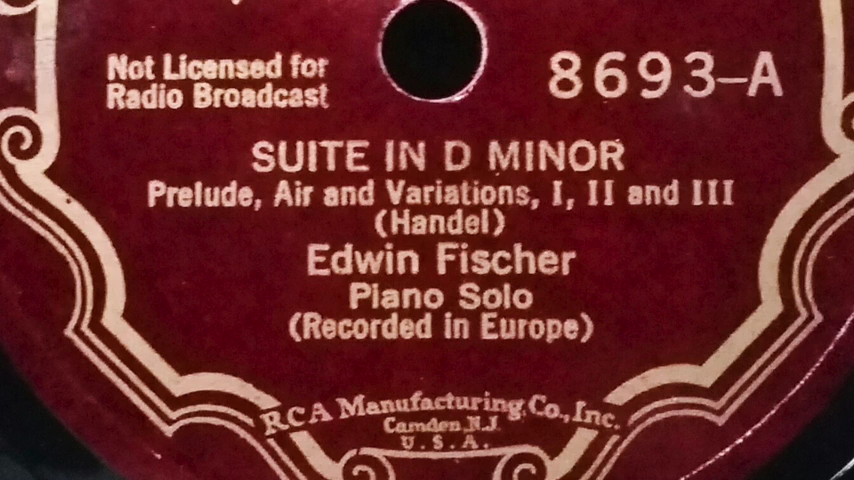 Not Licensed for
Radio Broadcast
8693-A
SUITE IN D MINOR
Prelude, Air and Variations, I, II and III
(Handel)
Edwin Fischer
Piano Solo
(Recorded in Europe)
RCA Manufacturing Co., Inc.
Camden, N.J.
U.S.A.